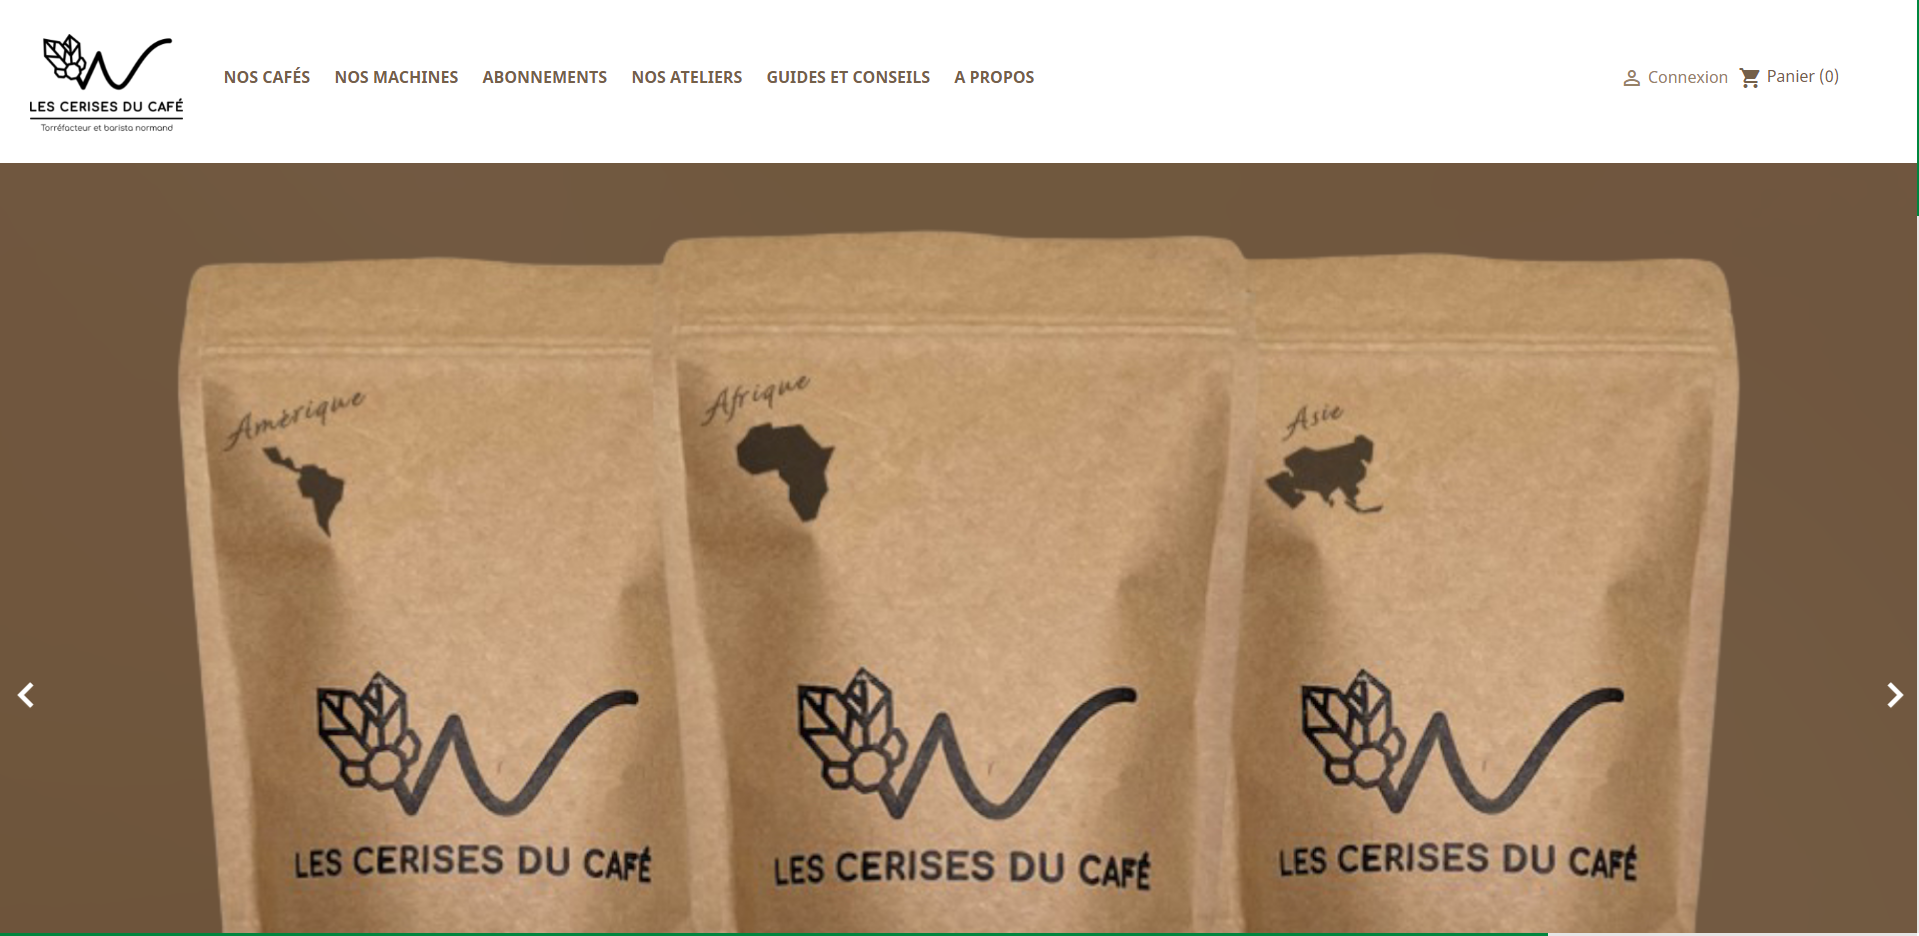 LES CERISES DU CAFÉ
Torréfacteur et barista normand
NOS CAFÉS NOS MACHINES ABONNEMENTS NOS ATELIERS GUIDES ET CONSEILS A PROPOS
Connexion Panier (0)
Amérique
Afrique
Asie
LES CERISES DU CAFÉ
LES CERISES DU CAFÉ
LES CERISES DU CAFÉ